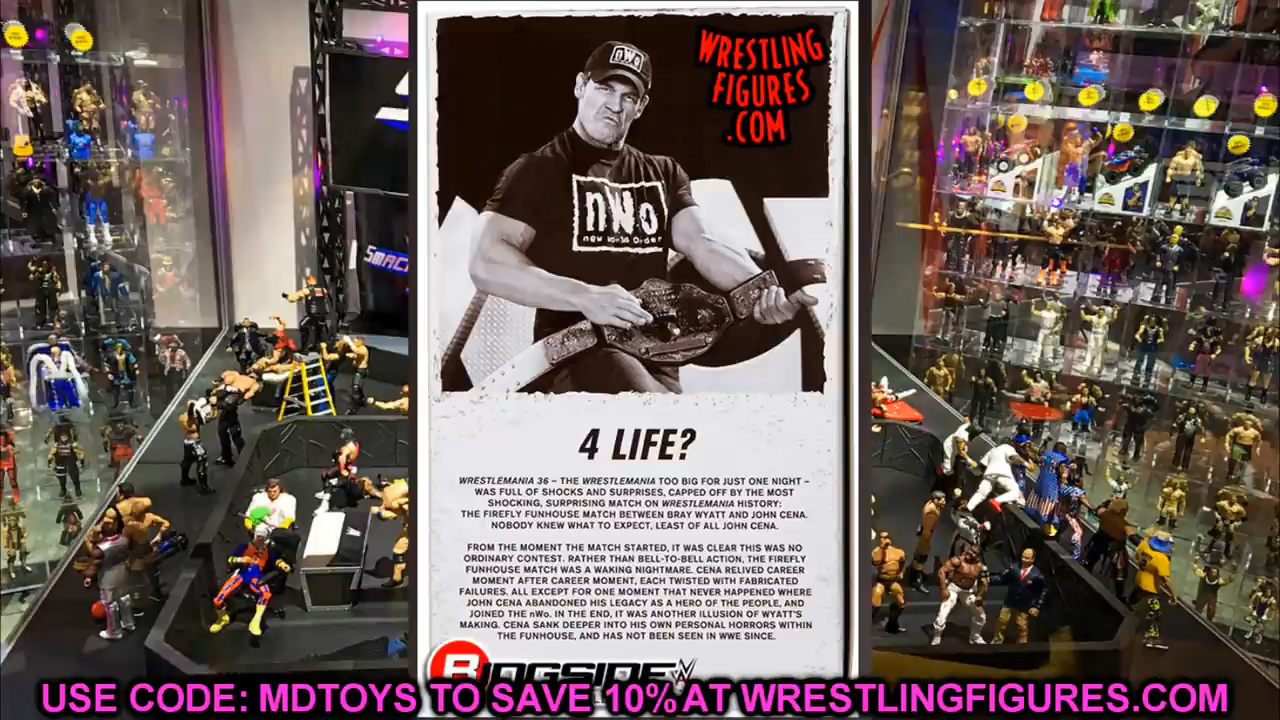 WRESTLING
FIGURES
.COM
nWo
nWo
new world order
SMAC
4 LIFE?
WRESTLEMANIA 36 – THE WRESTLEMANIA TOO BIG FOR JUST ONE NIGHT –
WAS FULL OF SHOCKS AND SURPRISES, CAPPED OFF BY THE MOST
SHOCKING, SURPRISING MATCH ON WRESTLEMANIA HISTORY:
THE FIREFLY FUNHOUSE MATCH BETWEEN BRAY WYATT AND JOHN CENA.
NOBODY KNEW WHAT TO EXPECT, LEAST OF ALL JOHN CENA.
FROM THE MOMENT THE MATCH STARTED, IT WAS CLEAR THIS WAS NO
ORDINARY CONTEST. RATHER THAN BELL-TO-BELL ACTION, THE FIREFLY
FUNHOUSE MATCH WAS A WAKING NIGHTMARE. CENA RELIVED CAREER
MOMENT AFTER CAREER MOMENT, EACH TWISTED WITH FABRICATED
FAILURES. ALL EXCEPT FOR ONE MOMENT THAT NEVER HAPPENED WHERE
JOHN CENA ABANDONED HIS LEGACY AS A HERO OF THE PEOPLE, AND
JOINED THE nWo. IN THE END, IT WAS ANOTHER ILLUSION OF WYATT'S
MAKING. CENA SANK DEEPER INTO HIS OWN PERSONAL HORRORS WITHIN
THE FUNHOUSE, AND HAS NOT BEEN SEEN IN WWE SINCE.
RINGSIDE
USE CODE: MDTOYS TO SAVE 10% AT WRESTLINGFIGURES.COM